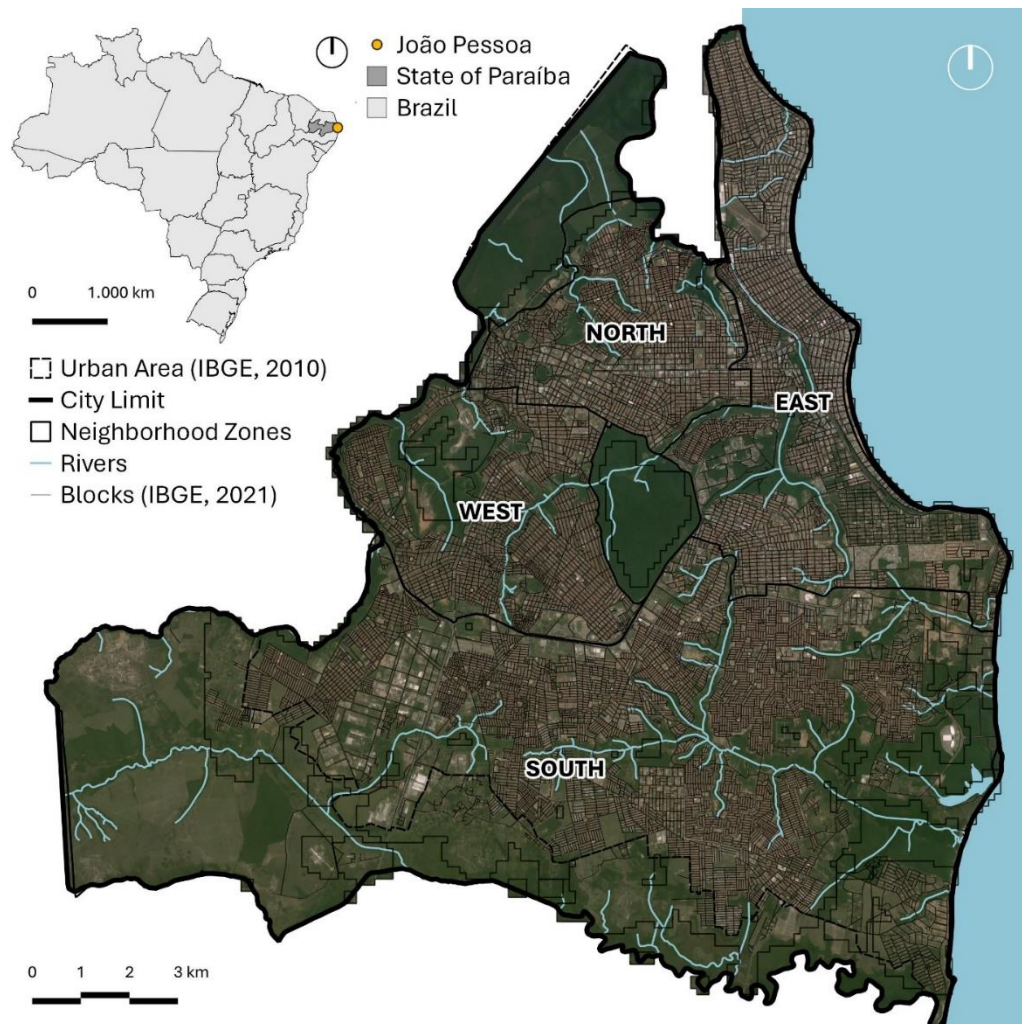 João Pessoa
State of Paraíba
Brazil
0 1.000 km
Urban Area (IBGE, 2010)
City Limit
Neighborhood Zones
Rivers
Blocks (IBGE, 2021)
NORTH
EAST
WEST
SOUTH
0 1 2 3 km